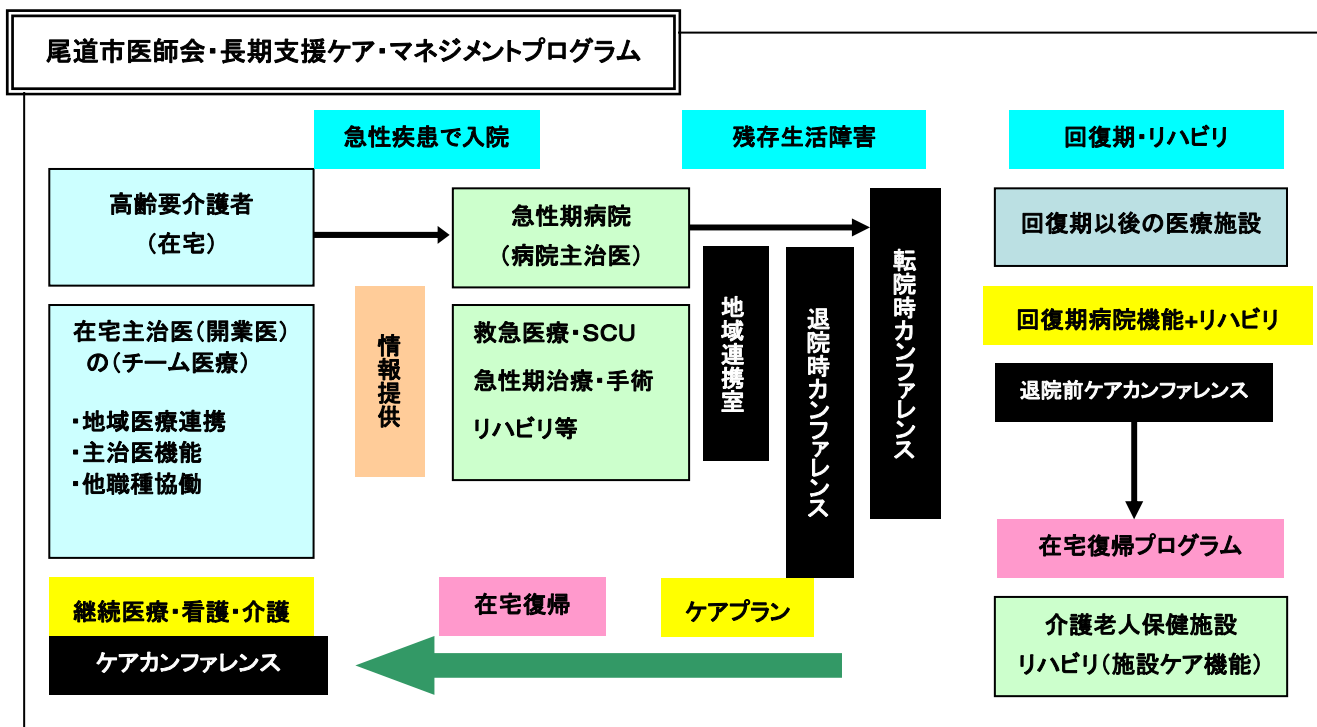 尾道市医師会・長期支援ケア・マネジメントプログラム
急性疾患で入院
残存生活障害
回復期・リハビリ
高齢要介護者
(在宅)
急性期病院
(病院主治医)
回復期以後の医療施設
在宅主治医(開業医)
の(チーム医療)
・地域医療連携
・主治医機能
・他職種協働
情報提供
救急医療・SCU
急性期治療・手術
リハビリ等
地域連携室
退院時カンファレンス
転院時カンファレンス
回復期病院機能+リハビリ
退院前ケアカンファレンス
在宅復帰プログラム
介護老人保健施設
リハビリ(施設ケア機能)
継続医療・看護・介護
ケアカンファレンス
在宅復帰
ケアプラン